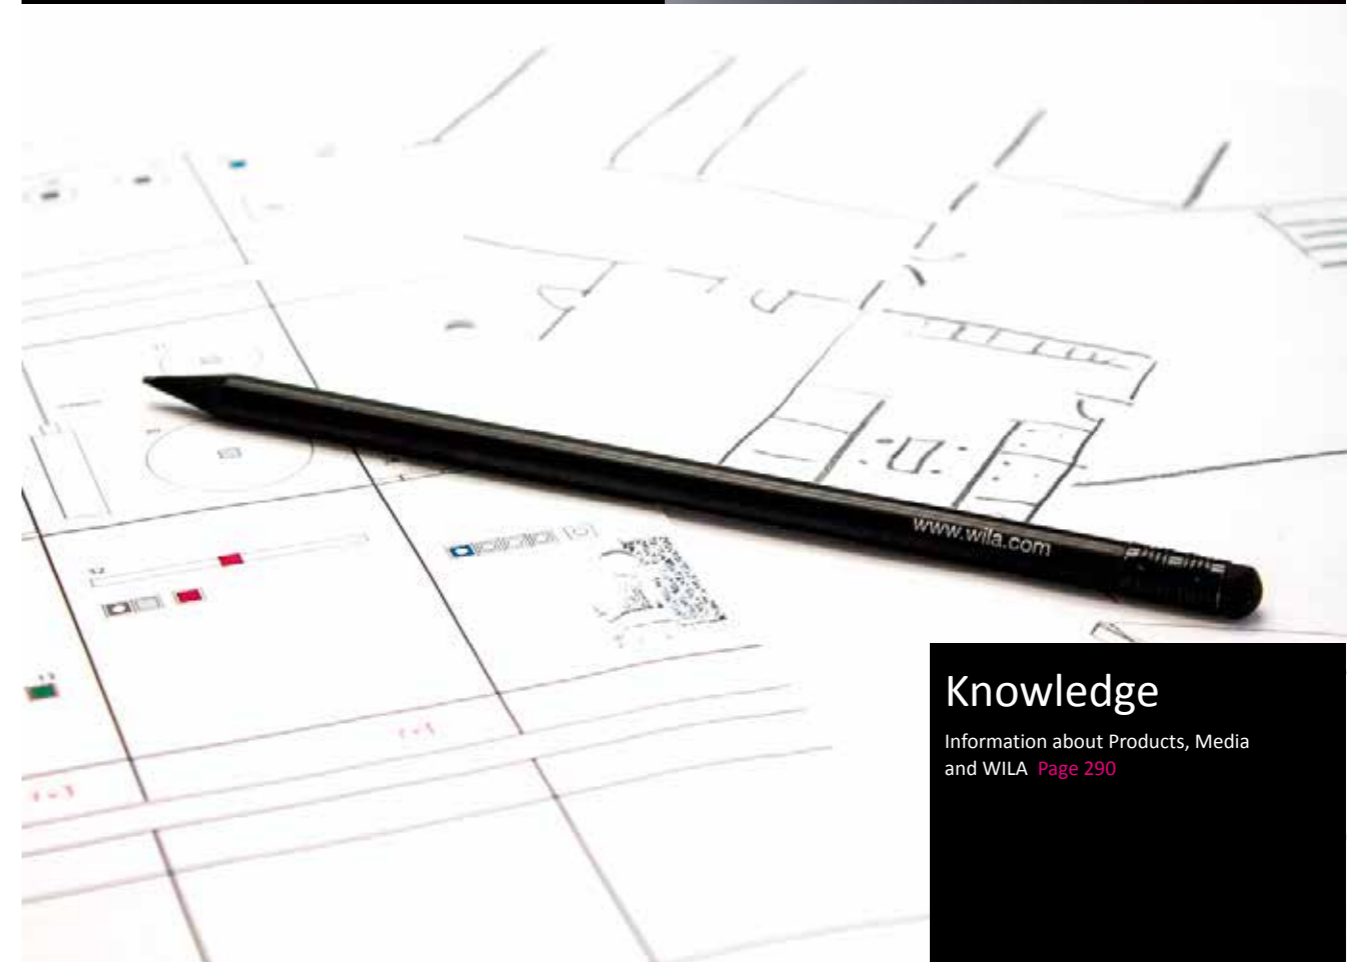 www.wila.com
Knowledge
Information about Products, Media
and WILA Page 290